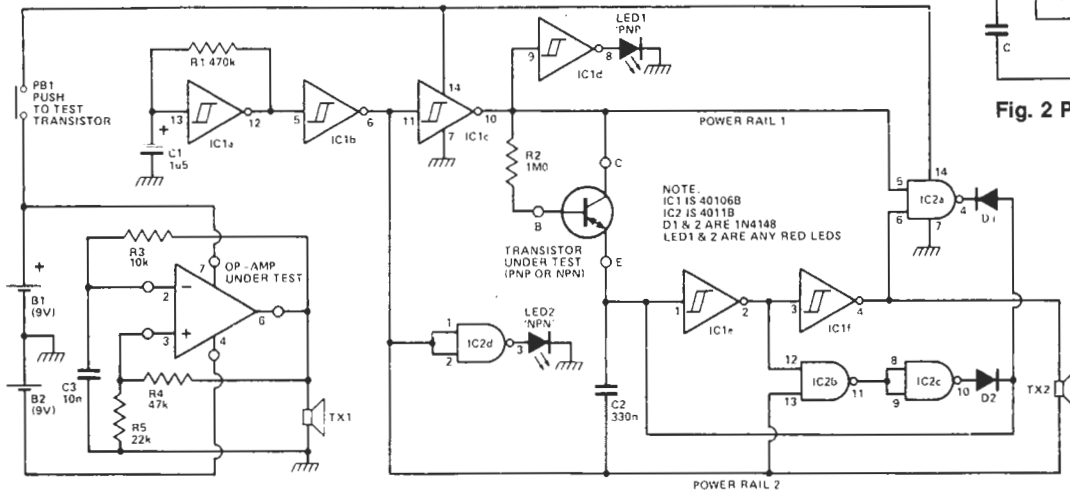 PB1
PUSH
TO TEST
TRANSISTOR
R1 470k
13
12
IC1a
+
C1
1u5
5
6
IC1b
11
14
10
7
IC1c
9
8
IC1d
LED1
'PNP'
POWER RAIL 1
R2
1M0
C
B
E
TRANSISTOR
UNDER TEST
(PNP OR NPN)
NOTE.
IC1 IS 40106B
IC2 IS 4011B
D1 & 2 ARE 1N4148
LED1 & 2 ARE ANY RED LEDS
5
6
14
IC2a
4
7
D1
+
B1
(9V)
B2
(9V)
R3
10k
7
OP-AMP
UNDER TEST
2
−
3
+
6
4
C3
10n
R4
47k
R5
22k
TX1
1
2
IC2d
3
LED2
'NPN'
C2
330n
1
2
IC1e
3
4
IC1f
12
13
IC2b
11
8
9
IC2c
10
D2
TX2
POWER RAIL 2
C
Fig. 2 P